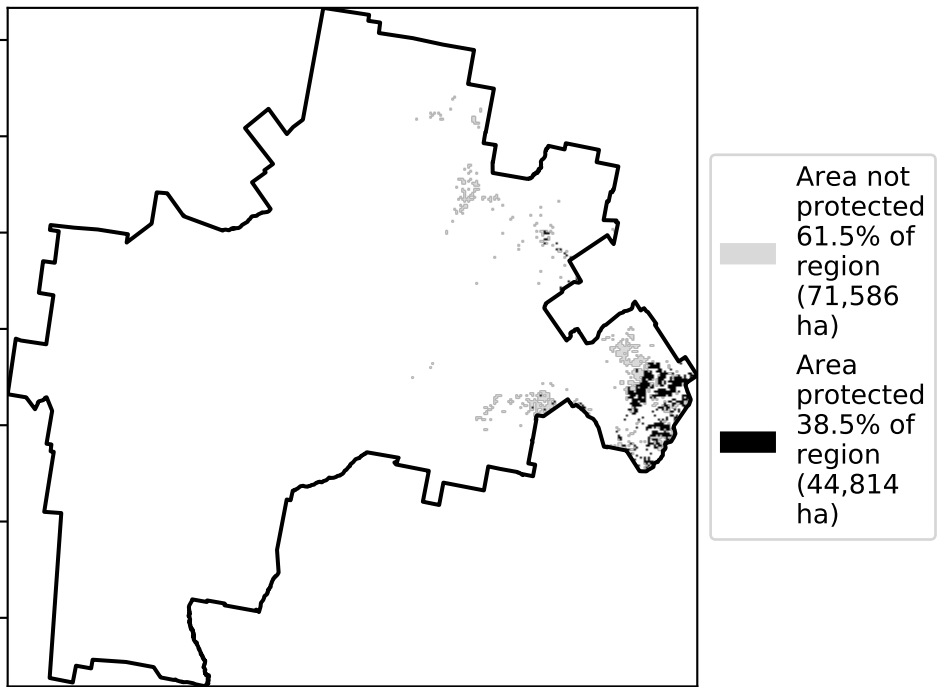 Area not
protected
61.5% of
region
(71,586
ha)
Area
protected
38.5% of
region
(44,814
ha)